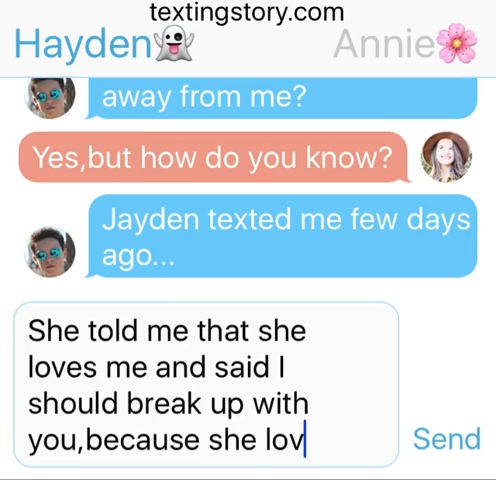 textingstory.com
Hayden👻 Annie🌸
away from me?
Yes,but how do you know?
Jayden texted me few days
ago...
She told me that she
loves me and said I
should break up with
you,because she lov
Send